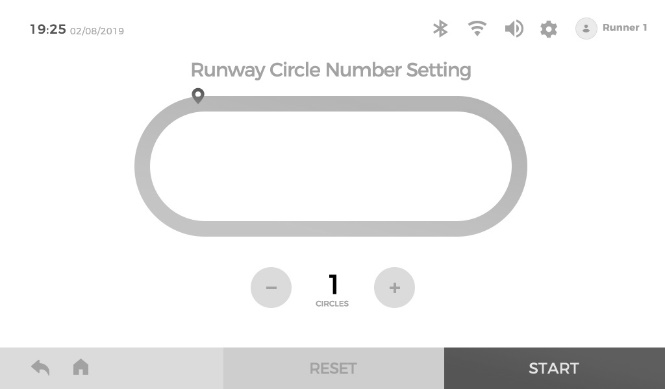 19:25 02/08/2019
Runner 1
Runway Circle Number Setting
− 1 +
CIRCLES
RESET
START